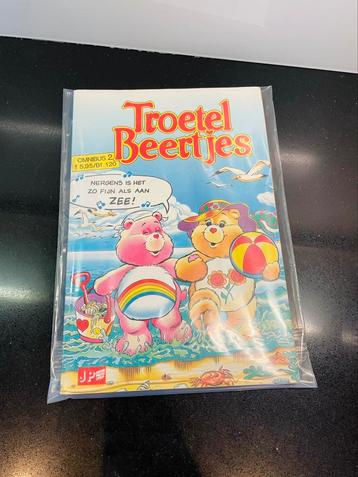 Troetel
Beertjes
OMNIBUS 2
f 5,95/Bf. 120
NERGENS IS HET
ZO FIJN ALS AAN
ZEE!
JP